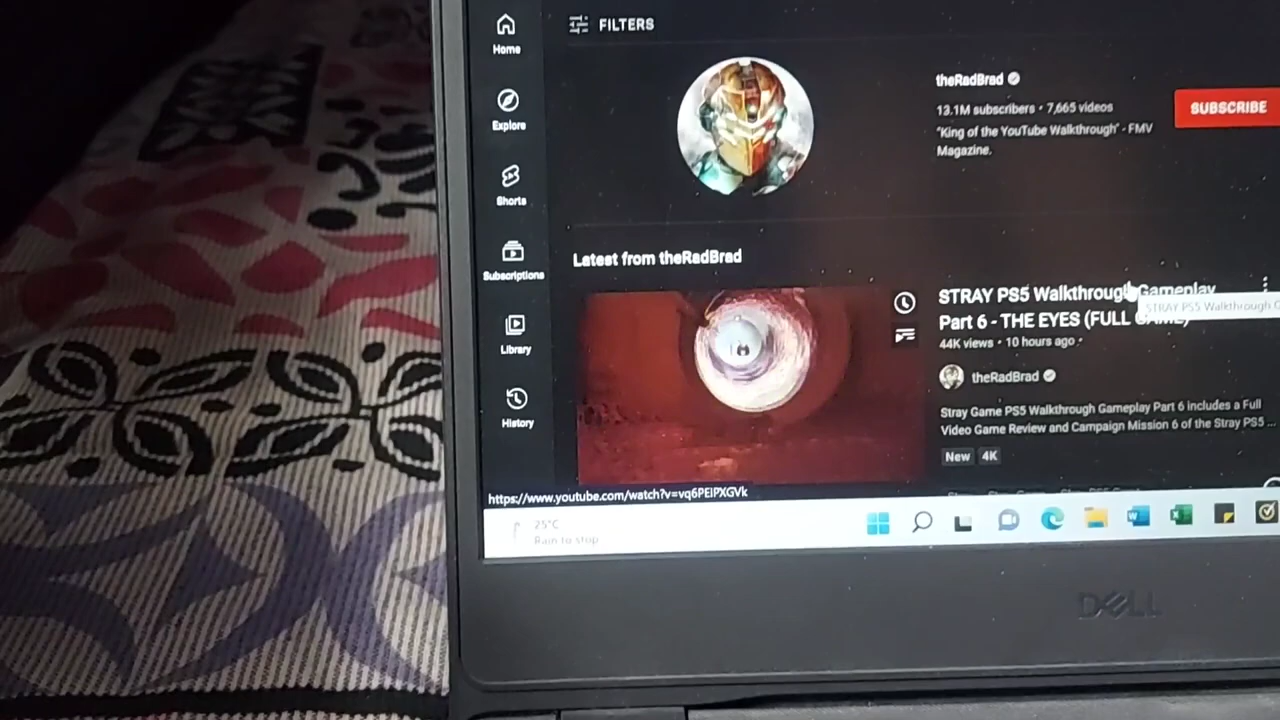 Home
FILTERS
theRadBrad
13.1M subscribers • 7,665 videos
SUBSCRIBE
"King of the YouTube Walkthrough" - FMV
Magazine.
Explore
Shorts
Subscriptions
Latest from theRadBrad
STRAY PS5 Walkthrough Gameplay
STRAY PS5 Walkthrough
Part 6 - THE EYES (FULL GAME)
44K views • 10 hours ago •
theRadBrad
Library
Stray Game PS5 Walkthrough Gameplay Part 6 includes a Full
Video Game Review and Campaign Mission 6 of the Stray PS5 ...
History
New 4K
https://www.youtube.com/watch?v=vq6PEIPXGVk
25°C
Rain to stop
DELL